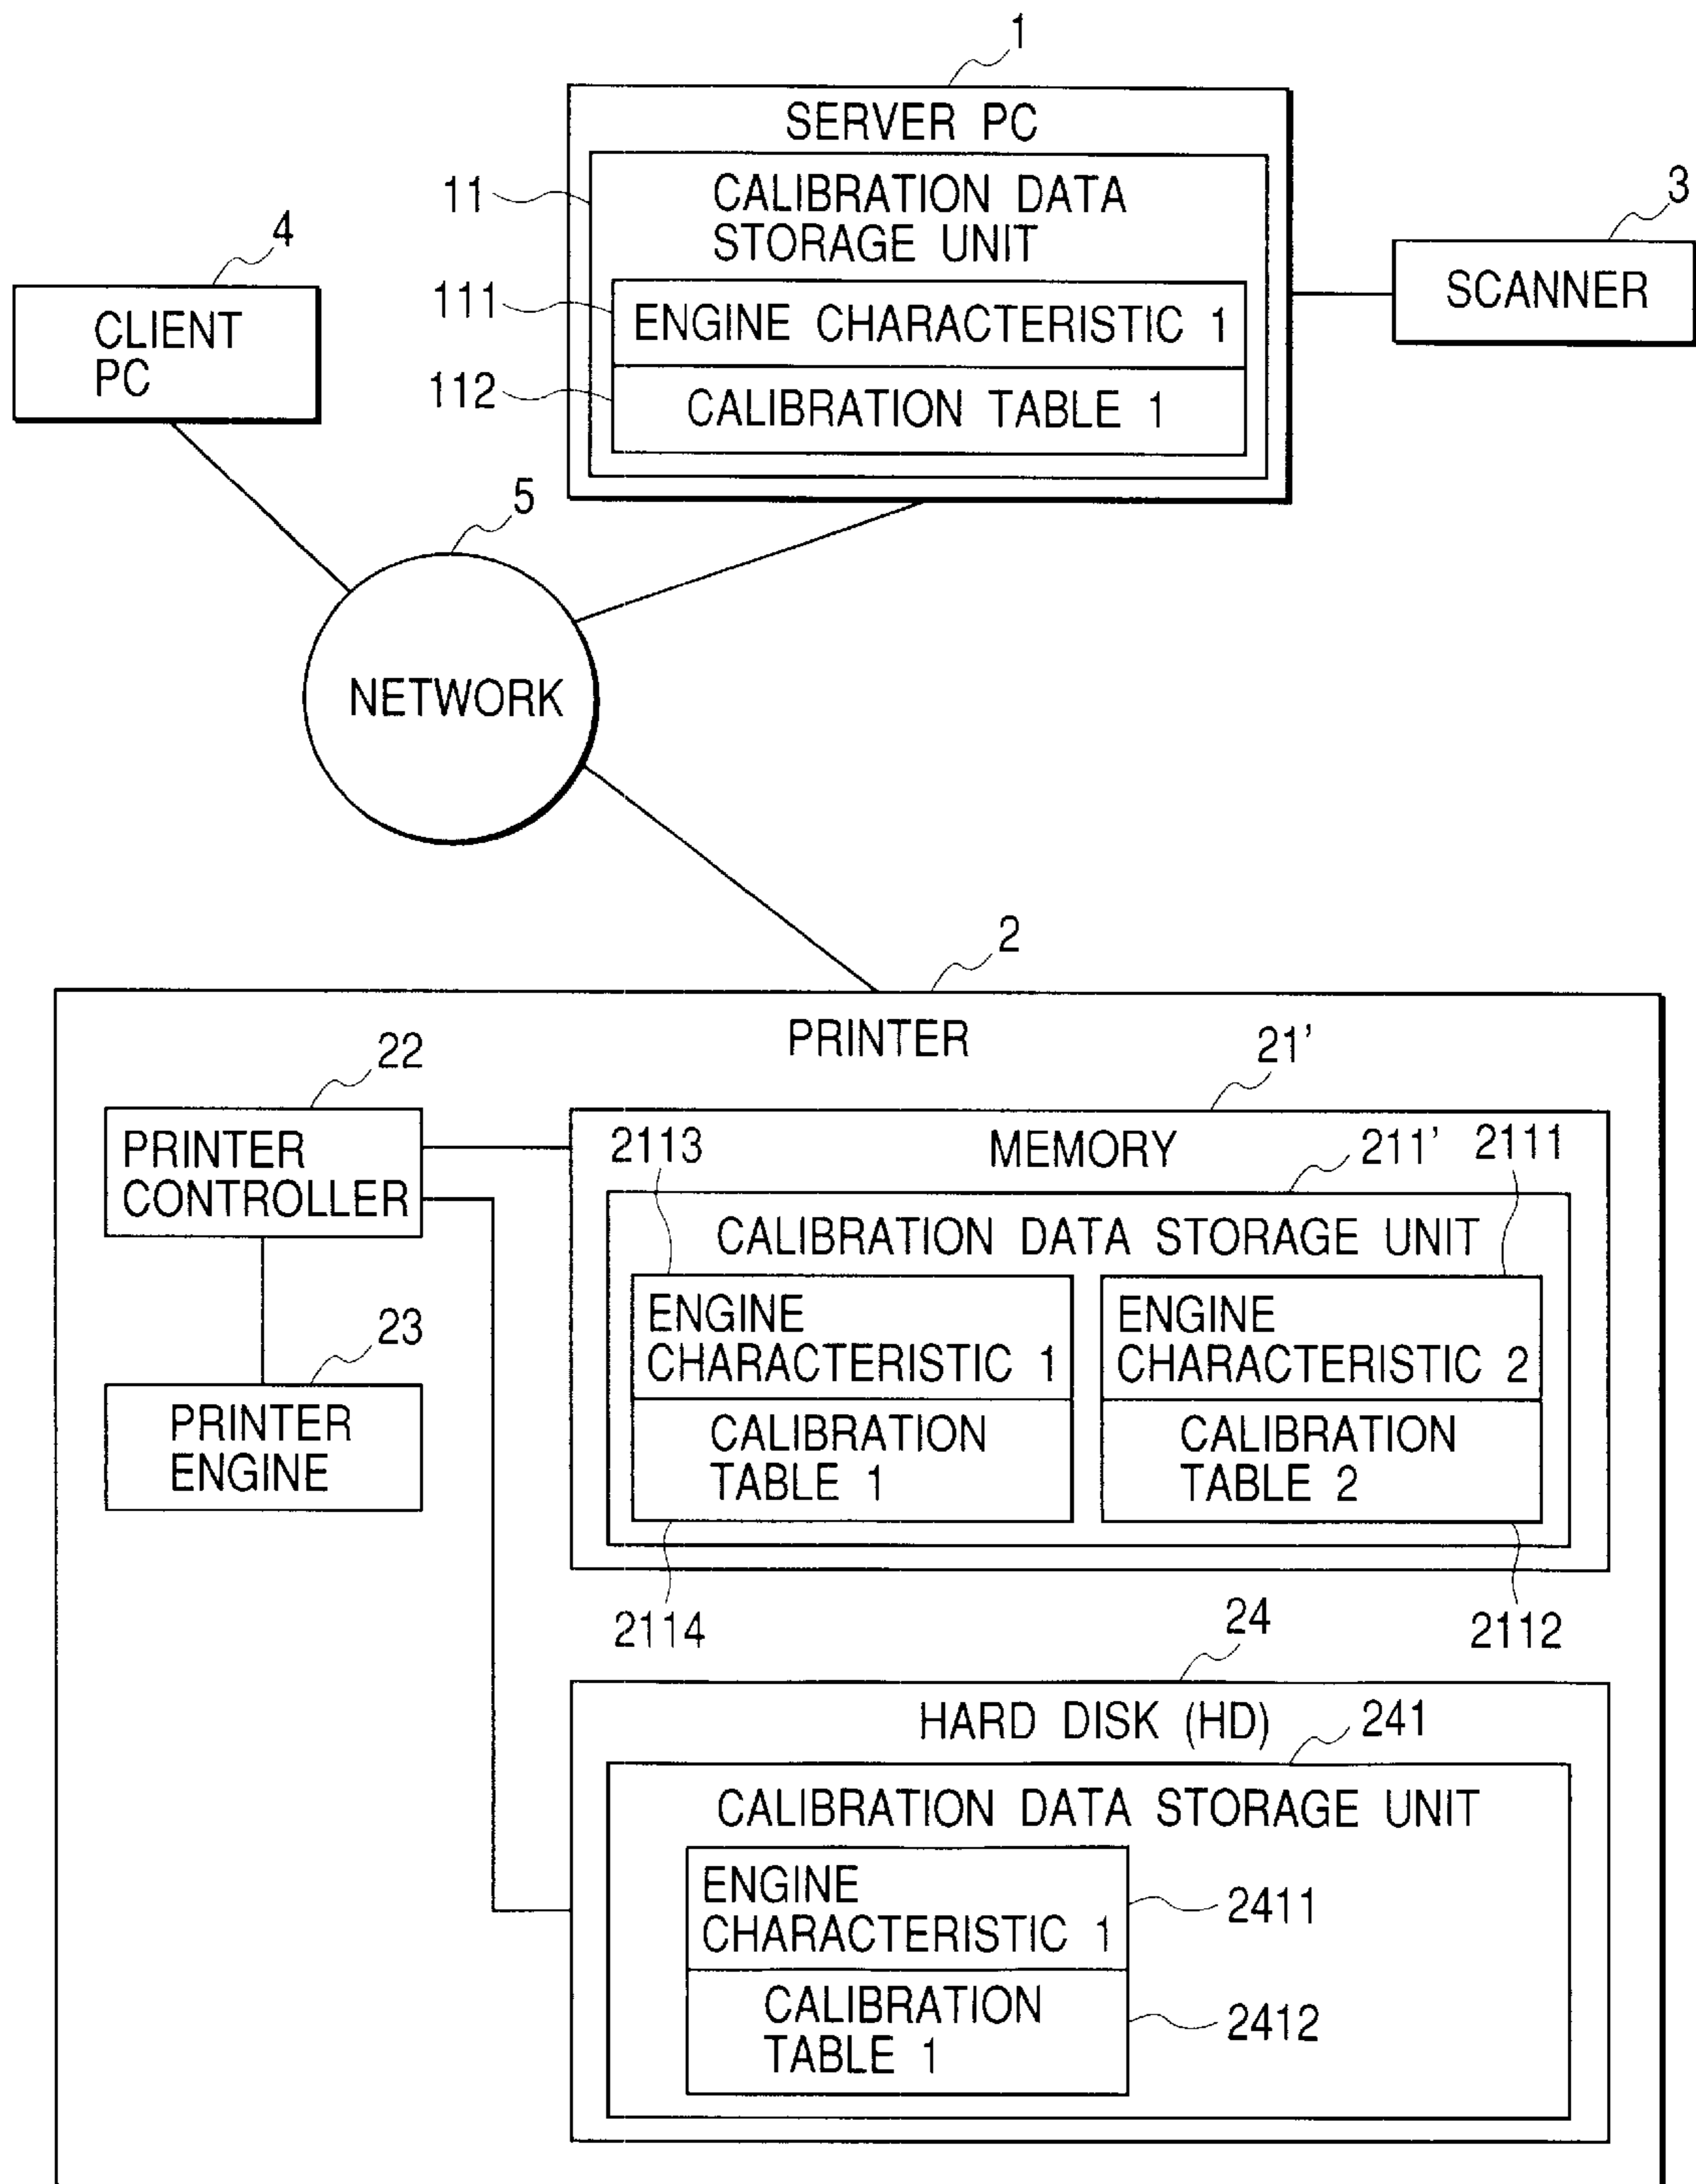 1
SERVER PC
11
CALIBRATION DATA
STORAGE UNIT
3
4
111
ENGINE CHARACTERISTIC 1
SCANNER
CLIENT
PC
112
CALIBRATION TABLE 1
5
NETWORK
2
PRINTER
22
21'
PRINTER
CONTROLLER
2113
MEMORY
211'
2111
CALIBRATION DATA STORAGE UNIT
ENGINE
CHARACTERISTIC 1
ENGINE
CHARACTERISTIC 2
23
PRINTER
ENGINE
CALIBRATION
TABLE 1
CALIBRATION
TABLE 2
2114
2112
24
HARD DISK (HD)
241
CALIBRATION DATA STORAGE UNIT
ENGINE
CHARACTERISTIC 1
2411
CALIBRATION
TABLE 1
2412